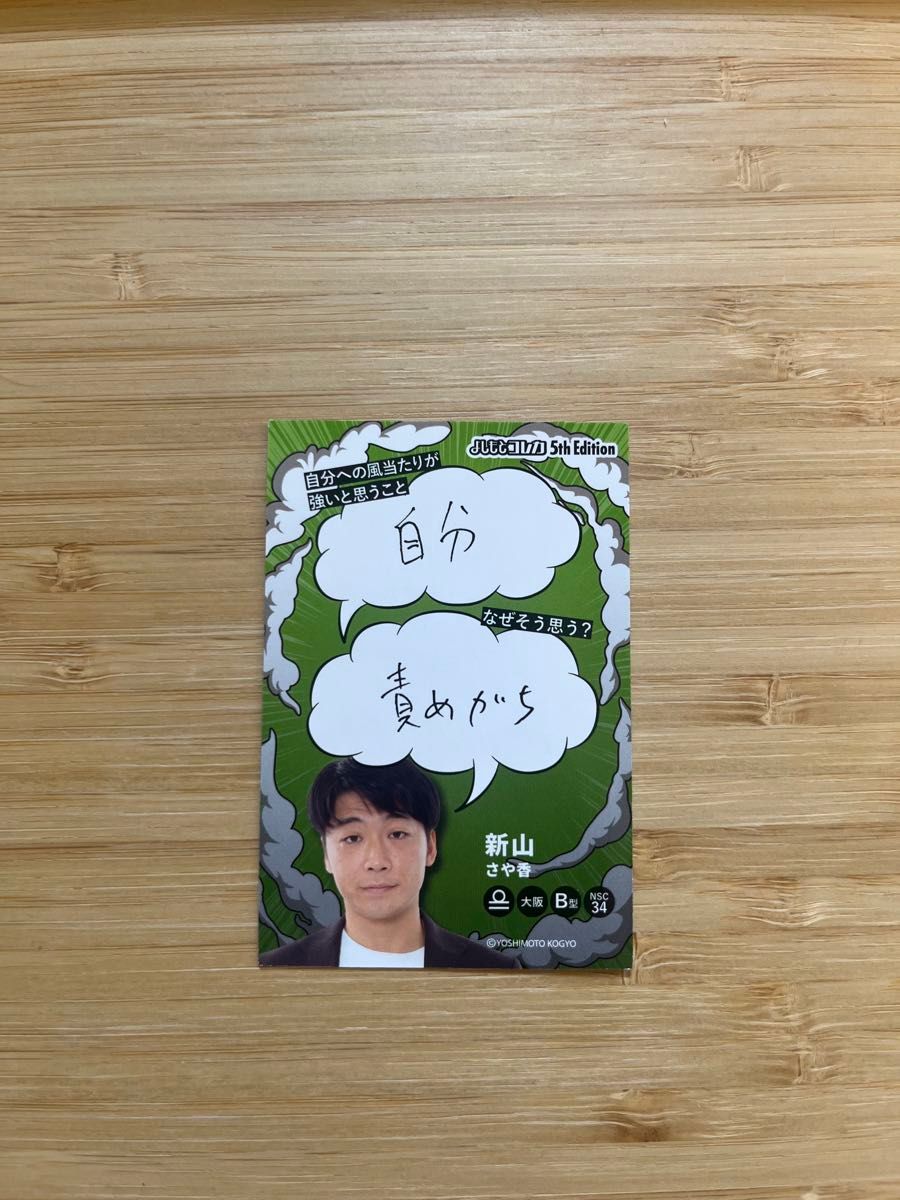 よしもとコレカ 5th Edition
自分への風当たりが
強いと思うこと
自分
なぜそう思う?
責めがち
新山
さや香
大阪 B型 NSC 34
©YOSHIMOTO KOGYO